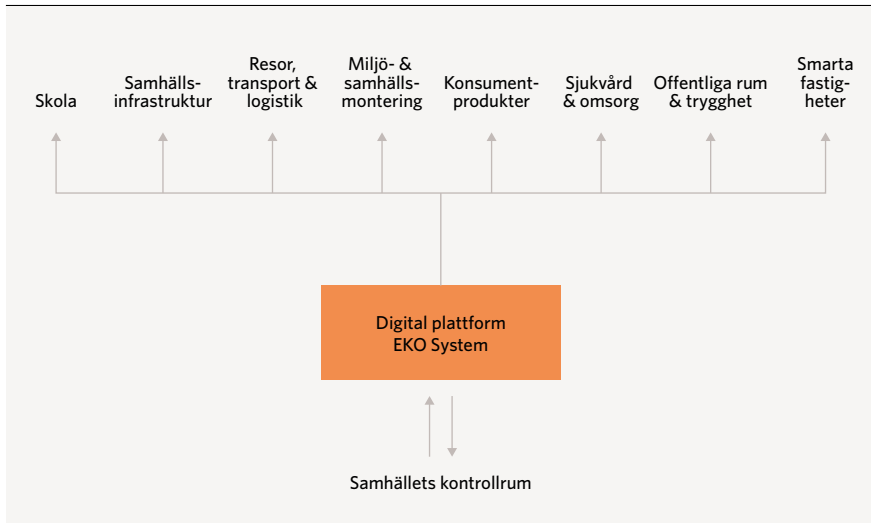 Skola
Samhälls-
infrastruktur
Resor,
transport &
logistik
Miljö- &
samhälls-
montering
Konsument-
produkter
Sjukvård
& omsorg
Offentliga rum
& trygghet
Smarta
fastig-
heter
Digital plattform
EKO System
Samhällets kontrollrum